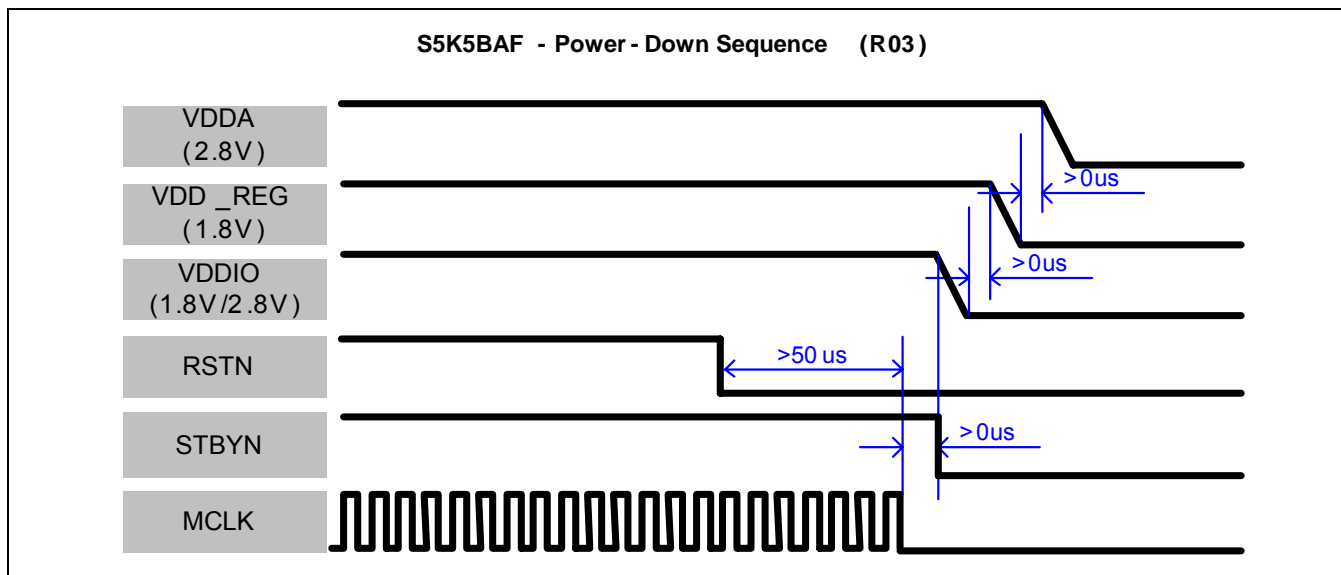 S5K5BAF - Power - Down Sequence (R03)
VDDA
(2.8V)
>0us
VDD _REG
(1.8V)
>0us
VDDIO
(1.8V/2.8V)
RSTN
>50 us
STBYN
>0us
MCLK